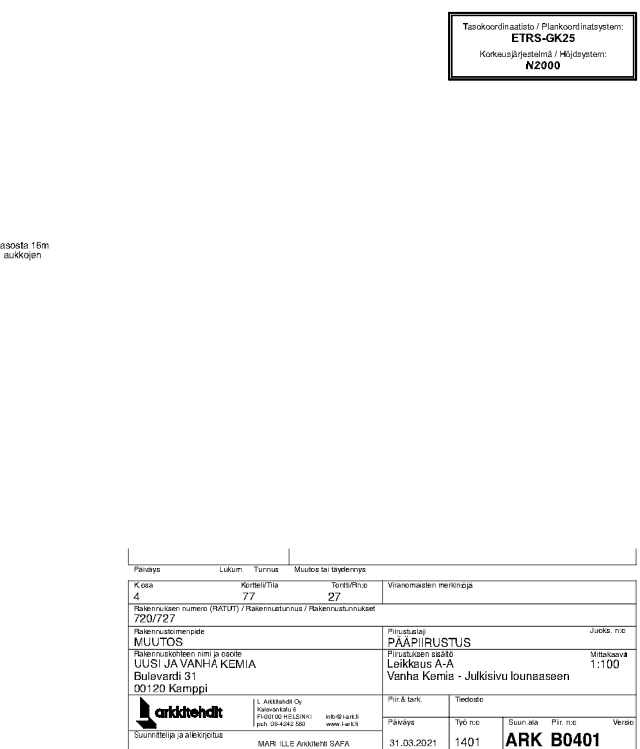 Tasokoordinaatisto / Plankoordinatsystem:
ETRS-GK25
Korkeusjärjestelmä / Höjdsystem:
N2000
asosta 16m
aukkojen
Päiväys Lukum. Tunnus Muutos tai täydennys
K.osa Kortteli/Tila Tontti/Rn:o Viranomaisten merkintöjä
4 77 27
Rakennuksen numero (RATU) / Rakennustunnus / Rakennustunnukset
720/727
Rakennustoimenpide Piirustuslaji Juoks. n:o
MUUTOS PÄÄPIIRUSTUS
Rakennuskohteen nimi ja osoite Piirustuksen sisältö Mittakaava
UUSI JA VANHA KEMIA Leikkaus A-A 1:100
Bulevardi 31 Vanha Kemia - Julkisivu lounaaseen
00120 Kamppi
arkkitehdit
L Arkkitehdit Oy
Kalevankatu 6
FI-00100 HELSINKI info@l-ark.fi
puh. 09-4242 560 www.l-ark.fi
Piir.& tark. Tiedosto
Päiväys Työ n:o Suun.ala Piir. n:o Versio
31.03.2021 1401 ARK B0401
Suunnittelija ja allekirjoitus
MARI ILLE Arkkitehti SAFA